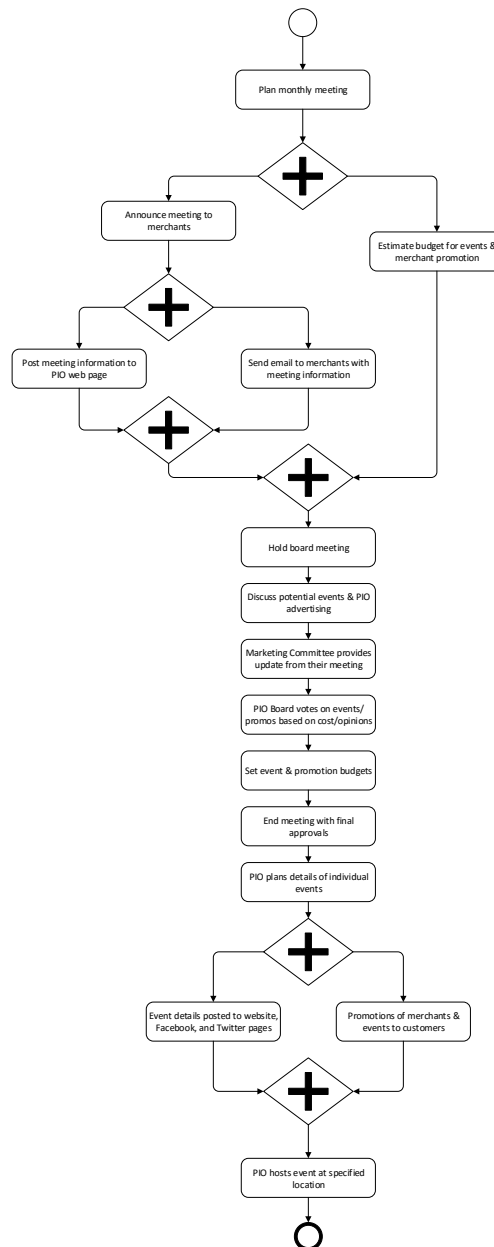 Plan monthly meeting
Announce meeting to
merchants
Estimate budget for events &
merchant promotion
Post meeting information to
PIO web page
Send email to merchants with
meeting information
Hold board meeting
Discuss potential events & PIO
advertising
Marketing Committee provides
update from their meeting
PIO Board votes on events/
promos based on cost/opinions
Set event & promotion budgets
End meeting with final
approvals
PIO plans details of individual
events
Event details posted to website,
Facebook, and Twitter pages
Promotions of merchants &
events to customers
PIO hosts event at specified
location